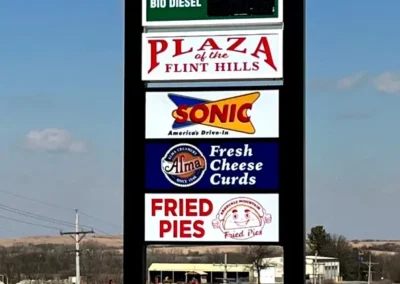 BIO DIESEL
PLAZA
of the
FLINT HILLS
SONIC
America's Drive-In
Alma
Fresh
Cheese
Curds
FRIED
PIES
Fried Pies